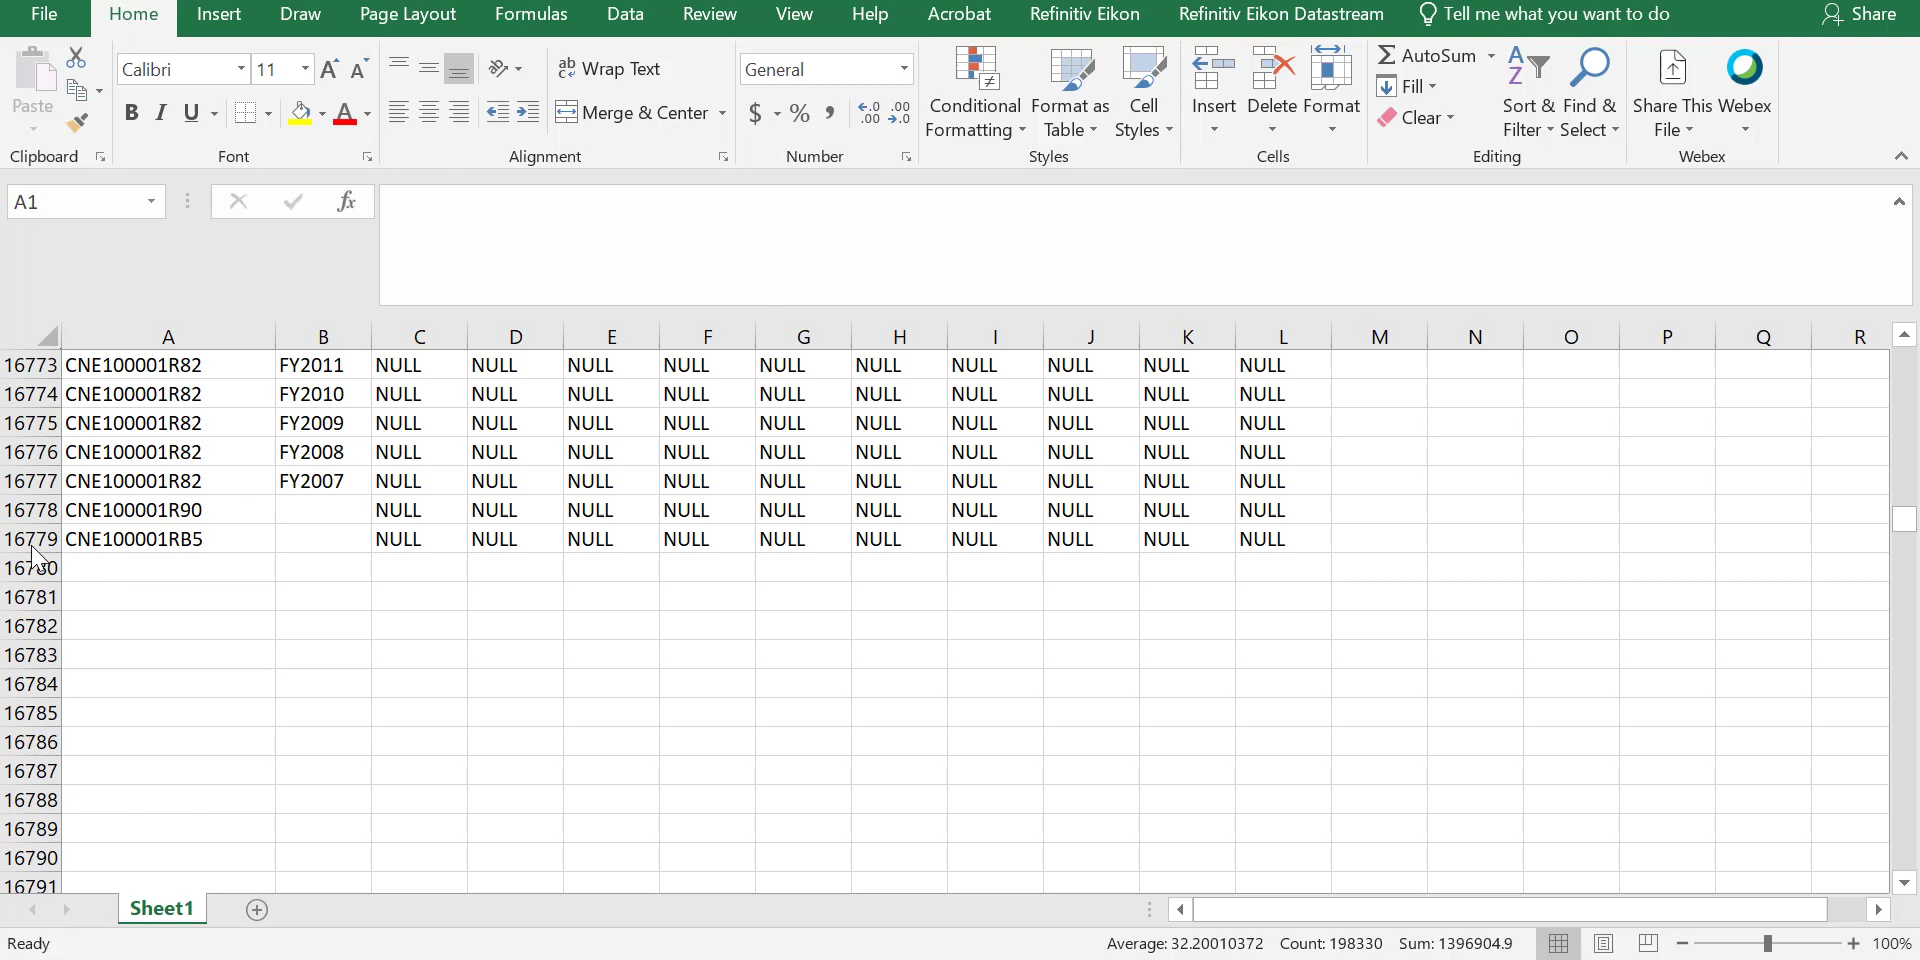 File Home Insert Draw Page Layout Formulas Data Review View Help Acrobat Refinitiv Eikon Refinitiv Eikon Datastream Tell me what you want to do Share
Paste
Clipboard
Calibri 11 A A
B I U A
Font
ab Wrap Text
Merge & Center
Alignment
General
$ % , .0 .00 .00 .0
Number
Conditional Formatting
Format as Table
Cell Styles
Styles
Insert Delete Format
Cells
AutoSum
Fill
Clear
Sort & Filter
Find & Select
Editing
Share This File
Webex
Webex
A1 fx
A B C D E F G H I J K L M N O P Q R
16773 CNE100001R82 FY2011 NULL NULL NULL NULL NULL NULL NULL NULL NULL NULL
16774 CNE100001R82 FY2010 NULL NULL NULL NULL NULL NULL NULL NULL NULL NULL
16775 CNE100001R82 FY2009 NULL NULL NULL NULL NULL NULL NULL NULL NULL NULL
16776 CNE100001R82 FY2008 NULL NULL NULL NULL NULL NULL NULL NULL NULL NULL
16777 CNE100001R82 FY2007 NULL NULL NULL NULL NULL NULL NULL NULL NULL NULL
16778 CNE100001R90 NULL NULL NULL NULL NULL NULL NULL NULL NULL NULL
16779 CNE100001RB5 NULL NULL NULL NULL NULL NULL NULL NULL NULL NULL
16780
16781
16782
16783
16784
16785
16786
16787
16788
16789
16790
16791
Sheet1
Ready Average: 32.20010372 Count: 198330 Sum: 1396904.9 100%